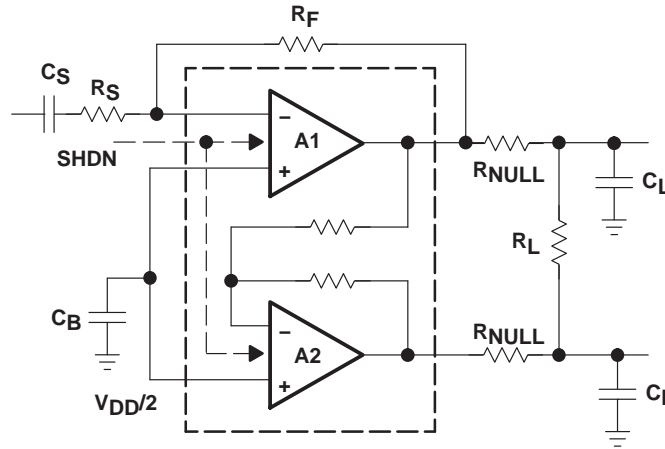 RF
CS
RS
−
A1
SHDN
+
RNULL
CL
RL
CB
−
A2
RNULL
+
VDD/2
C